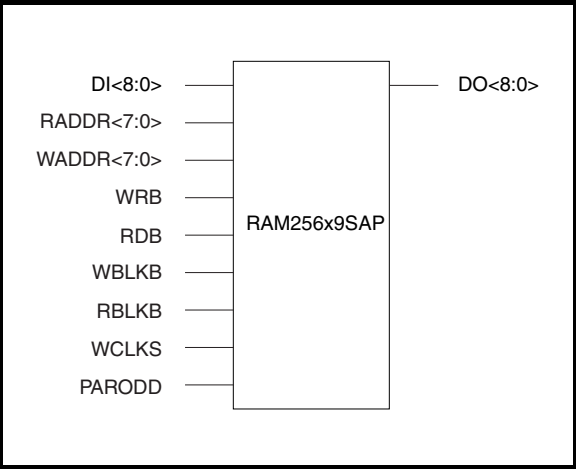 DI<8:0>
DO<8:0>
RADDR<7:0>
WADDR<7:0>
WRB
RAM256x9SAP
RDB
WBLKB
RBLKB
WCLKS
PARODD